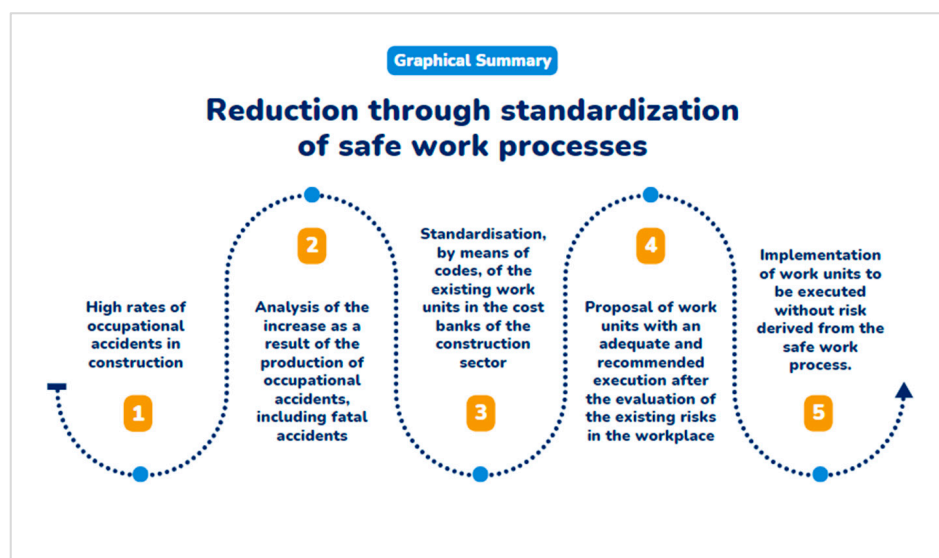 Graphical Summary
Reduction through standardization
of safe work processes
High rates of
occupational
accidents in
construction
1
2
Analysis of the
increase as a
result of the
production of
occupational
accidents,
including fatal
accidents
Standardisation,
by means of
codes, of the
existing work
units in the cost
banks of the
construction
sector
3
4
Proposal of work
units with an
adequate and
recommended
execution after
the evaluation of
the existing risks
in the workplace
Implementation
of work units to
be executed
without risk
derived from the
safe work
process.
5